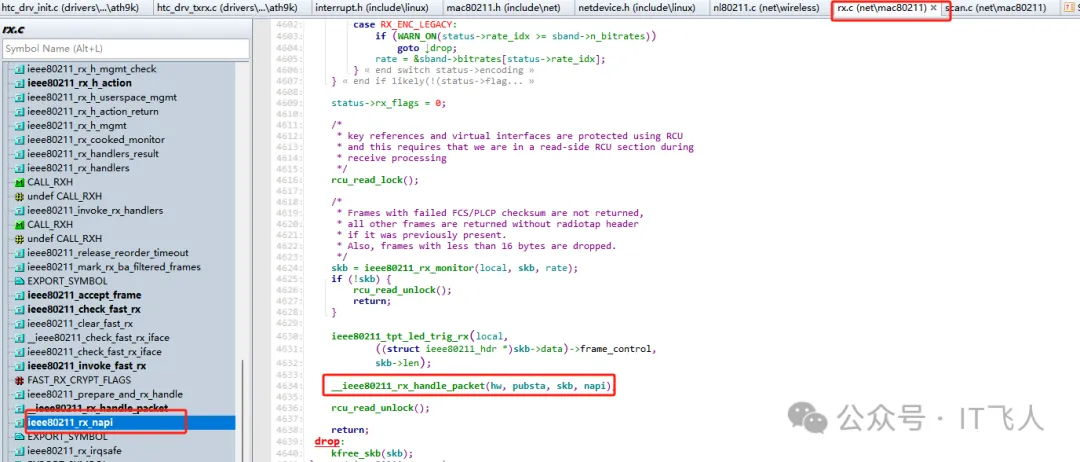 htc_drv_init.c (drivers\...\ath9k)
htc_drv_txrx.c (drivers\...\ath9k)
interrupt.h (include\linux)
mac80211.h (include\net)
netdevice.h (include\linux)
nl80211.c (net\wireless)
rx.c (net\mac80211) ×
scan.c (net\mac80211)
rx.c
Symbol Name (Alt+L)
ieee80211_rx_h_mgmt_check
ieee80211_rx_h_action
ieee80211_rx_h_userspace_mgmt
ieee80211_rx_h_action_return
ieee80211_rx_h_mgmt
ieee80211_rx_cooked_monitor
ieee80211_rx_handlers_result
ieee80211_rx_handlers
CALL_RXH
undef CALL_RXH
ieee80211_invoke_rx_handlers
CALL_RXH
undef CALL_RXH
ieee80211_release_reorder_timeout
ieee80211_mark_rx_ba_filtered_frames
EXPORT_SYMBOL
ieee80211_accept_frame
ieee80211_check_fast_rx
ieee80211_clear_fast_rx
__ieee80211_check_fast_rx_iface
ieee80211_check_fast_rx_iface
ieee80211_invoke_fast_rx
FAST_RX_CRYPT_FLAGS
ieee80211_prepare_and_rx_handle
__ieee80211_rx_handle_packet
ieee80211_rx_napi
EXPORT_SYMBOL
ieee80211_rx_irqsafe
EXPORT_SYMBOL
4602: case RX_ENC_LEGACY:
4603: if (WARN_ON(status->rate_idx >= sband->n_bitrates))
4604: goto ↓drop;
4605: rate = &sband->bitrates[status->rate_idx];
4606: } « end switch status->encoding »
4607: } « end if likely(!(status->flag... »
4608:
4609: status->rx_flags = 0;
4610:
4611: /*
4612: * key references and virtual interfaces are protected using RCU
4613: * and this requires that we are in a read-side RCU section during
4614: * receive processing
4615: */
4616: rcu_read_lock();
4617:
4618: /*
4619: * Frames with failed FCS/PLCP checksum are not returned,
4620: * all other frames are returned without radiotap header
4621: * if it was previously present.
4622: * Also, frames with less than 16 bytes are dropped.
4623: */
4624: skb = ieee80211_rx_monitor(local, skb, rate);
4625: if (!skb) {
4626: rcu_read_unlock();
4627: return;
4628: }
4629:
4630: ieee80211_tpt_led_trig_rx(local,
4631: ((struct ieee80211_hdr *)skb->data)->frame_control,
4632: skb->len);
4633:
4634: __ieee80211_rx_handle_packet(hw, pubsta, skb, napi)
4635:
4636: rcu_read_unlock();
4637:
4638: return;
4639: drop:
4640: kfree_skb(skb);
公众号 · IT飞人